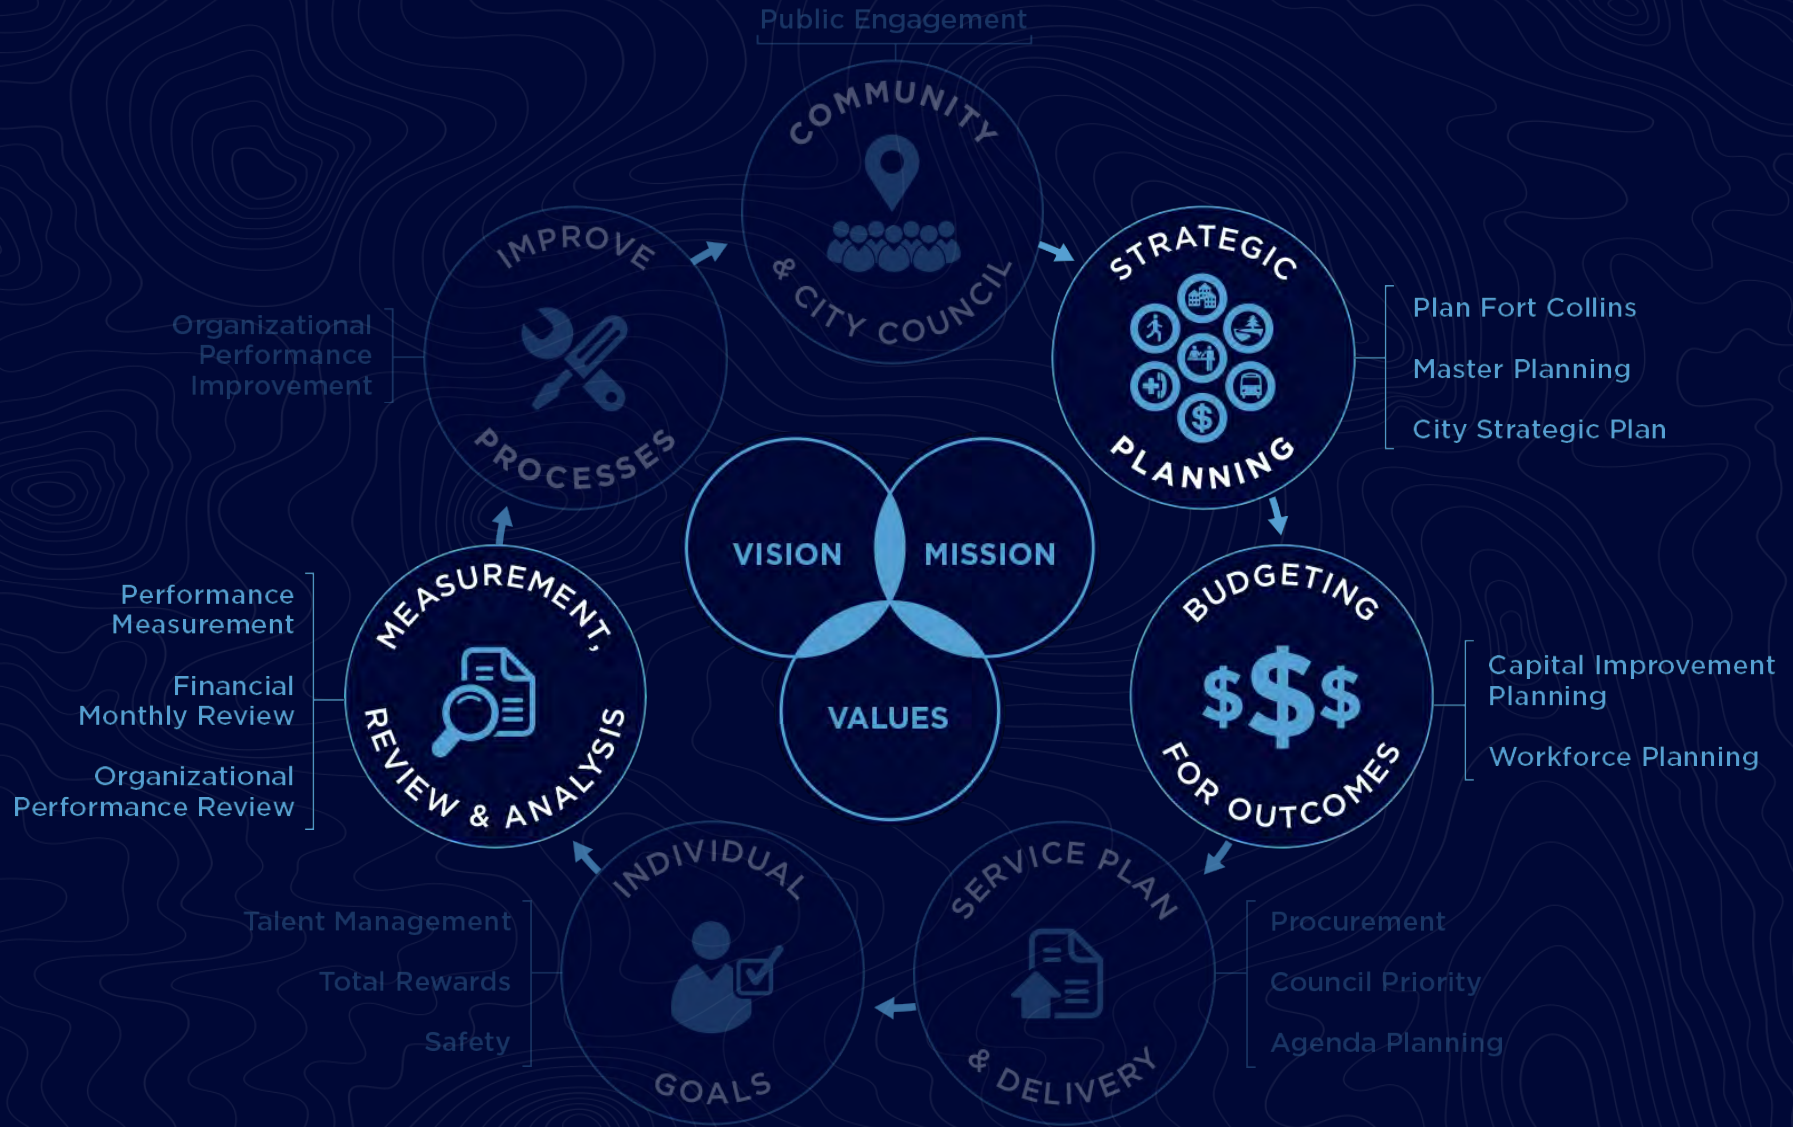 Public Engagement
COMMUNITY
& CITY COUNCIL
STRATEGIC
PLANNING
Plan Fort Collins
Master Planning
City Strategic Plan
BUDGETING
FOR OUTCOMES
Capital Improvement
Planning
Workforce Planning
SERVICE PLAN
& DELIVERY
Procurement
Council Priority
Agenda Planning
INDIVIDUAL
GOALS
Talent Management
Total Rewards
Safety
MEASUREMENT,
REVIEW & ANALYSIS
Performance
Measurement
Financial
Monthly Review
Organizational
Performance Review
IMPROVE
PROCESSES
Organizational
Performance
Improvement
VISION
MISSION
VALUES